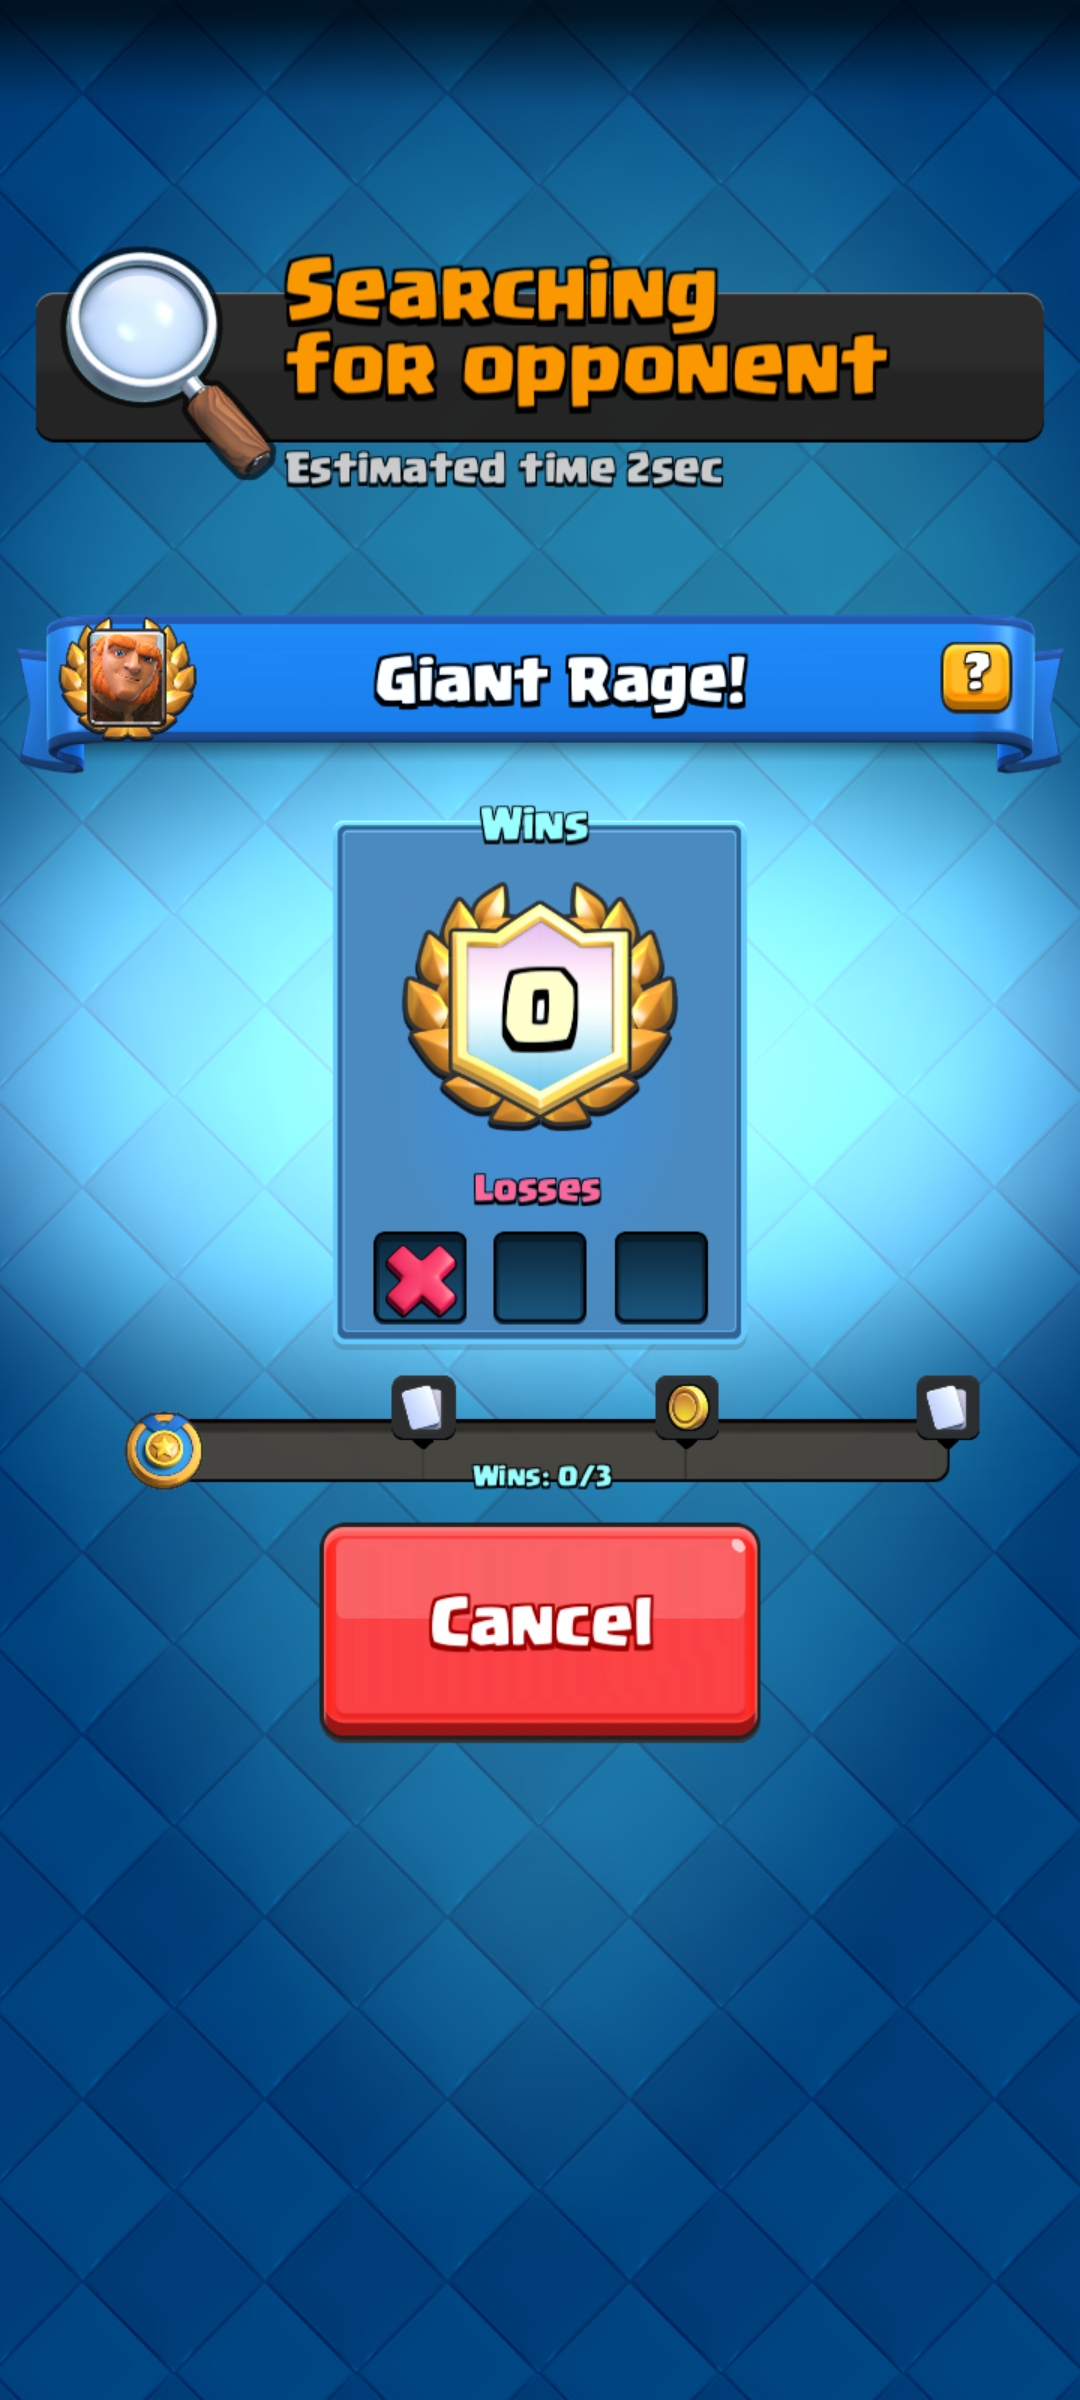 Searching
for opponent
Estimated time 2sec
Giant Rage!
?
Wins
0
Losses
Wins: 0/3
Cancel